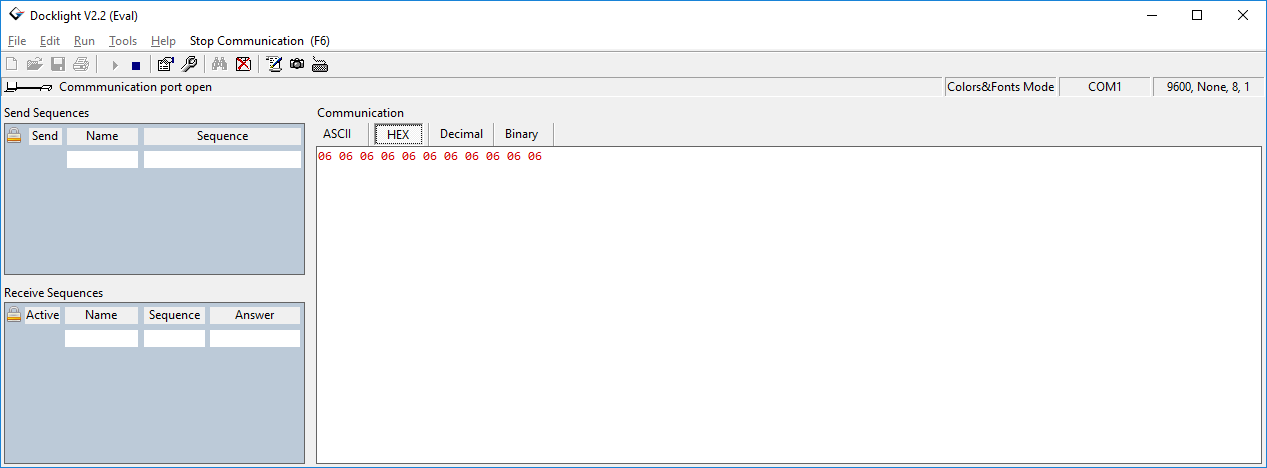 Docklight V2.2 (Eval)
File Edit Run Tools Help Stop Communication (F6)
Commmunication port open Colors&Fonts Mode COM1 9600, None, 8, 1
Send Sequences
Send Name Sequence
Receive Sequences
Active Name Sequence Answer
Communication
ASCII HEX Decimal Binary
06 06 06 06 06 06 06 06 06 06 06